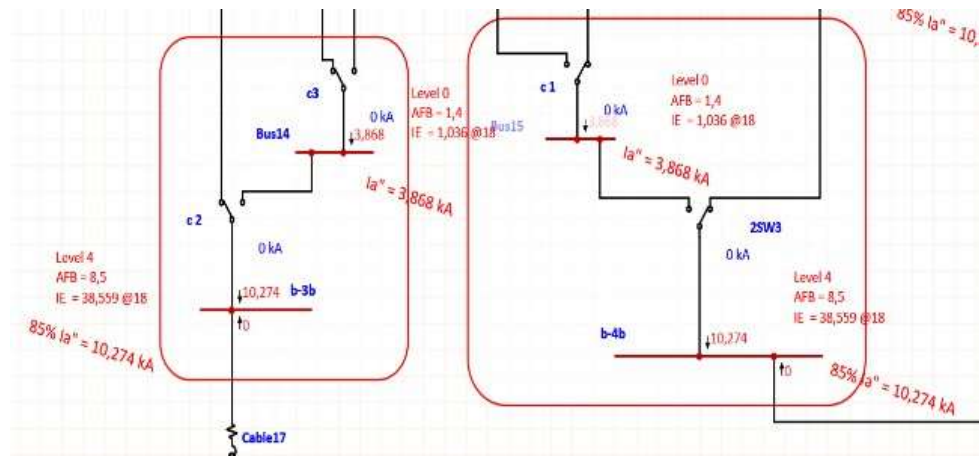 85% Ia" = 10,
c3
Level 0
AFB = 1,4
IE = 1,036 @18
0 kA
Bus14
3,868
Ia" = 3,868 kA
c 2
0 kA
Level 4
AFB = 8,5
IE = 38,559 @18
b-3b
10,274
0
85% Ia" = 10,274 kA
Cable17
c 1
Level 0
AFB = 1,4
IE = 1,036 @18
0 kA
Bus15
3,868
Ia" = 3,868 kA
2SW3
0 kA
Level 4
AFB = 8,5
IE = 38,559 @18
b-4b
10,274
0
85% Ia" = 10,274 kA